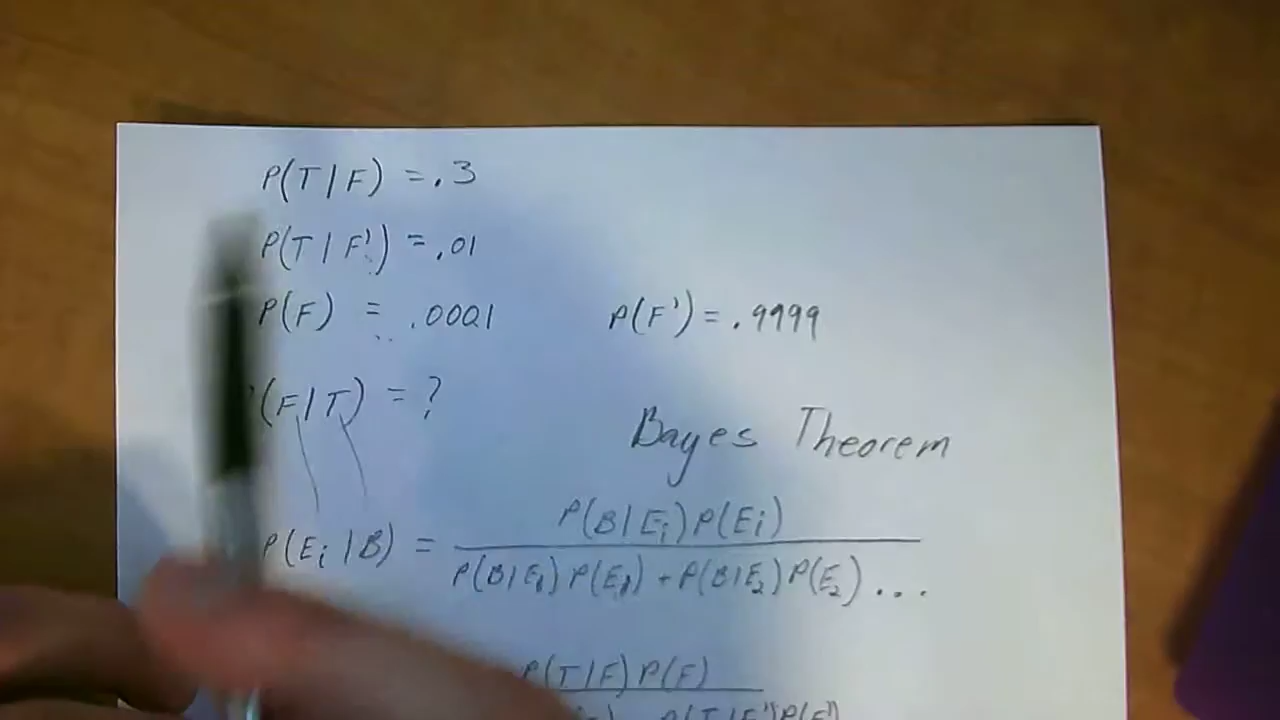 P(T|F) = .3
P(T|F') = .01
P(F) = .0001 P(F') = .9999
(F|T) = ?
Bayes Theorem
P(B|Ei)P(Ei)
P(Ei|B) =
P(B|E1)P(E1) + P(B|E2)P(E2) ...
P(T|F)P(F)
P(T|F')P(F')